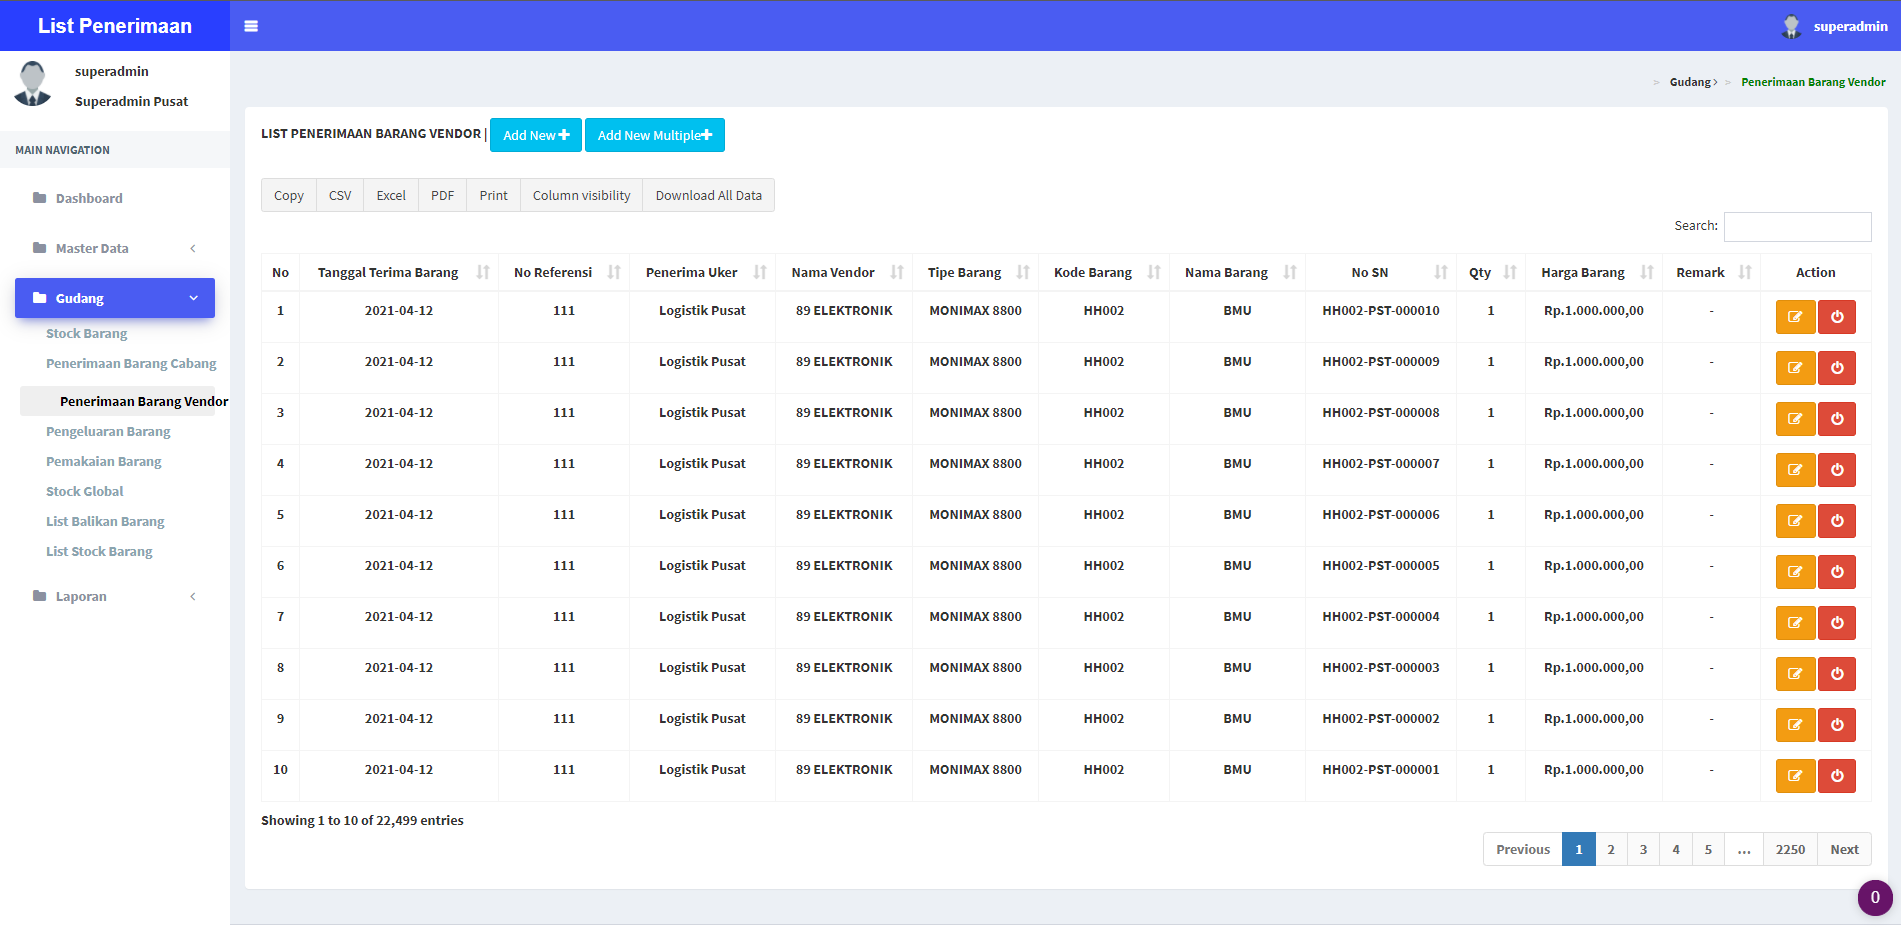 List Penerimaan
superadmin
superadmin
Superadmin Pusat
MAIN NAVIGATION
Dashboard
Master Data
Gudang
Stock Barang
Penerimaan Barang Cabang
Penerimaan Barang Vendor
Pengeluaran Barang
Pemakaian Barang
Stock Global
List Balikan Barang
List Stock Barang
Laporan
> Gudang > > Penerimaan Barang Vendor
LIST PENERIMAAN BARANG VENDOR | Add New Add New Multiple
Copy CSV Excel PDF Print Column visibility Download All Data
Search:
No Tanggal Terima Barang No Referensi Penerima Uker Nama Vendor Tipe Barang Kode Barang Nama Barang No SN Qty Harga Barang Remark Action
1 2021-04-12 111 Logistik Pusat 89 ELEKTRONIK MONIMAX 8800 HH002 BMU HH002-PST-000010 1 Rp.1.000.000,00 -
2 2021-04-12 111 Logistik Pusat 89 ELEKTRONIK MONIMAX 8800 HH002 BMU HH002-PST-000009 1 Rp.1.000.000,00 -
3 2021-04-12 111 Logistik Pusat 89 ELEKTRONIK MONIMAX 8800 HH002 BMU HH002-PST-000008 1 Rp.1.000.000,00 -
4 2021-04-12 111 Logistik Pusat 89 ELEKTRONIK MONIMAX 8800 HH002 BMU HH002-PST-000007 1 Rp.1.000.000,00 -
5 2021-04-12 111 Logistik Pusat 89 ELEKTRONIK MONIMAX 8800 HH002 BMU HH002-PST-000006 1 Rp.1.000.000,00 -
6 2021-04-12 111 Logistik Pusat 89 ELEKTRONIK MONIMAX 8800 HH002 BMU HH002-PST-000005 1 Rp.1.000.000,00 -
7 2021-04-12 111 Logistik Pusat 89 ELEKTRONIK MONIMAX 8800 HH002 BMU HH002-PST-000004 1 Rp.1.000.000,00 -
8 2021-04-12 111 Logistik Pusat 89 ELEKTRONIK MONIMAX 8800 HH002 BMU HH002-PST-000003 1 Rp.1.000.000,00 -
9 2021-04-12 111 Logistik Pusat 89 ELEKTRONIK MONIMAX 8800 HH002 BMU HH002-PST-000002 1 Rp.1.000.000,00 -
10 2021-04-12 111 Logistik Pusat 89 ELEKTRONIK MONIMAX 8800 HH002 BMU HH002-PST-000001 1 Rp.1.000.000,00 -
Showing 1 to 10 of 22,499 entries
Previous 1 2 3 4 5 ... 2250 Next
0